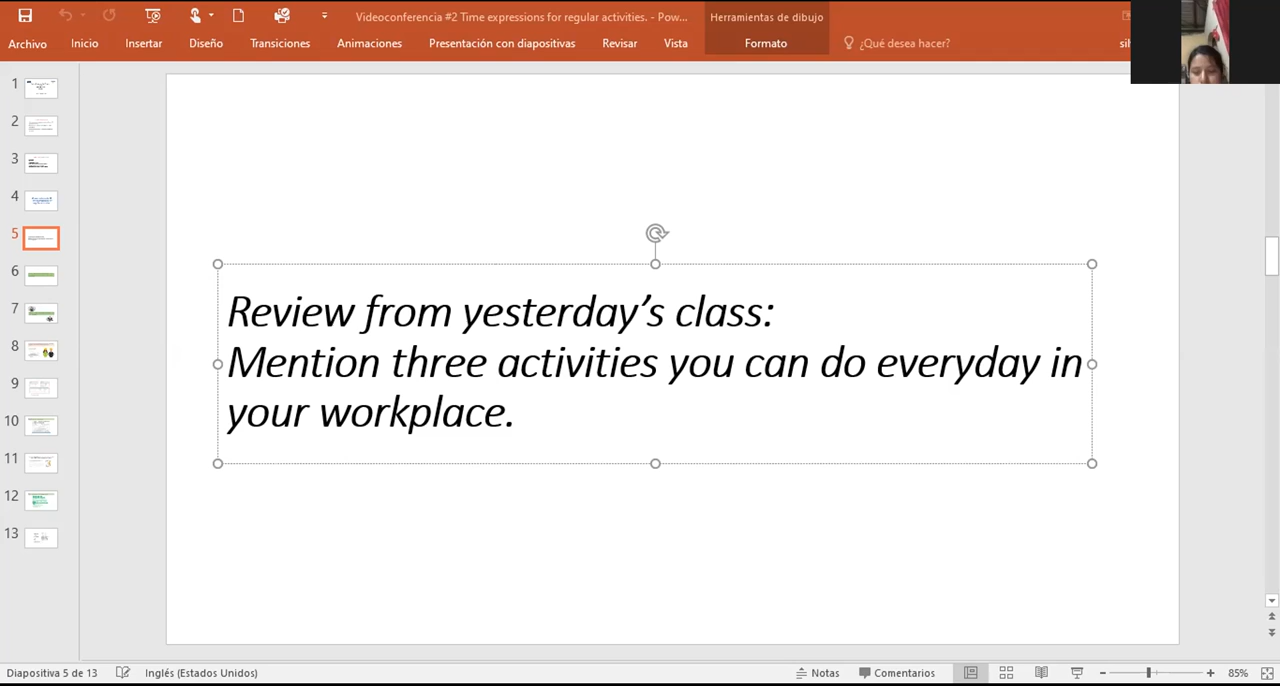 Videoconferencia #2 Time expressions for regular activities. - Pow...
Herramientas de dibujo
Archivo
Inicio
Insertar
Diseño
Transiciones
Animaciones
Presentación con diapositivas
Revisar
Vista
Formato
¿Qué desea hacer?
1
2
3
4
5
6
7
8
9
10
11
12
13
Review from yesterday's class:
Mention three activities you can do everyday in
your workplace.
Diapositiva 5 de 13
Inglés (Estados Unidos)
Notas
Comentarios
85%